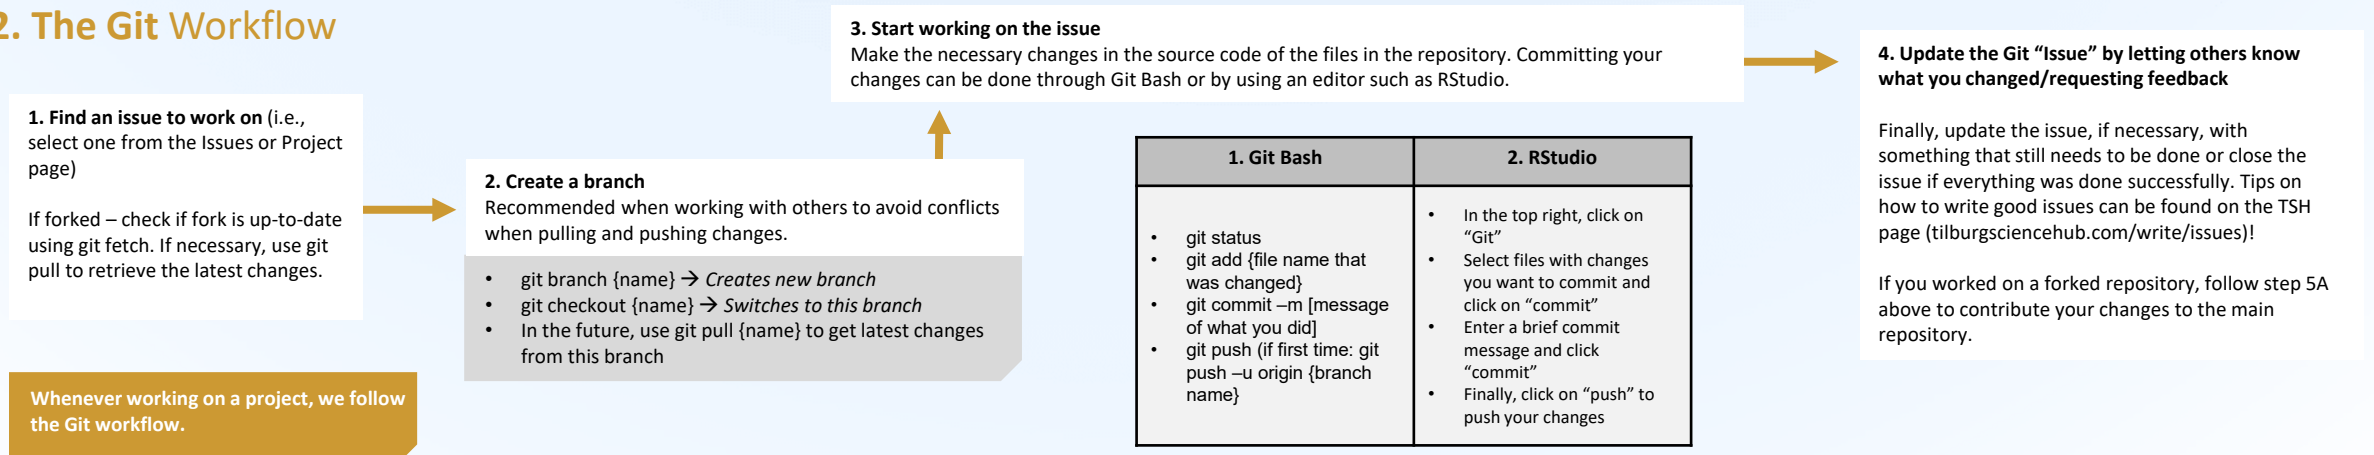 2. The Git Workflow
1. Find an issue to work on (i.e.,
select one from the Issues or Project
page)
If forked – check if fork is up-to-date
using git fetch. If necessary, use git
pull to retrieve the latest changes.
Whenever working on a project, we follow
the Git workflow.
2. Create a branch
Recommended when working with others to avoid conflicts
when pulling and pushing changes.
• git branch {name} → Creates new branch
• git checkout {name} → Switches to this branch
• In the future, use git pull {name} to get latest changes
from this branch
3. Start working on the issue
Make the necessary changes in the source code of the files in the repository. Committing your
changes can be done through Git Bash or by using an editor such as RStudio.
1. Git Bash
• git status
• git add {file name that
was changed}
• git commit –m [message
of what you did]
• git push (if first time: git
push –u origin {branch
name}
2. RStudio
• In the top right, click on
“Git”
• Select files with changes
you want to commit and
click on “commit”
• Enter a brief commit
message and click
“commit”
• Finally, click on “push” to
push your changes
4. Update the Git “Issue” by letting others know
what you changed/requesting feedback
Finally, update the issue, if necessary, with
something that still needs to be done or close the
issue if everything was done successfully. Tips on
how to write good issues can be found on the TSH
page (tilburgsciencehub.com/write/issues)!
If you worked on a forked repository, follow step 5A
above to contribute your changes to the main
repository.